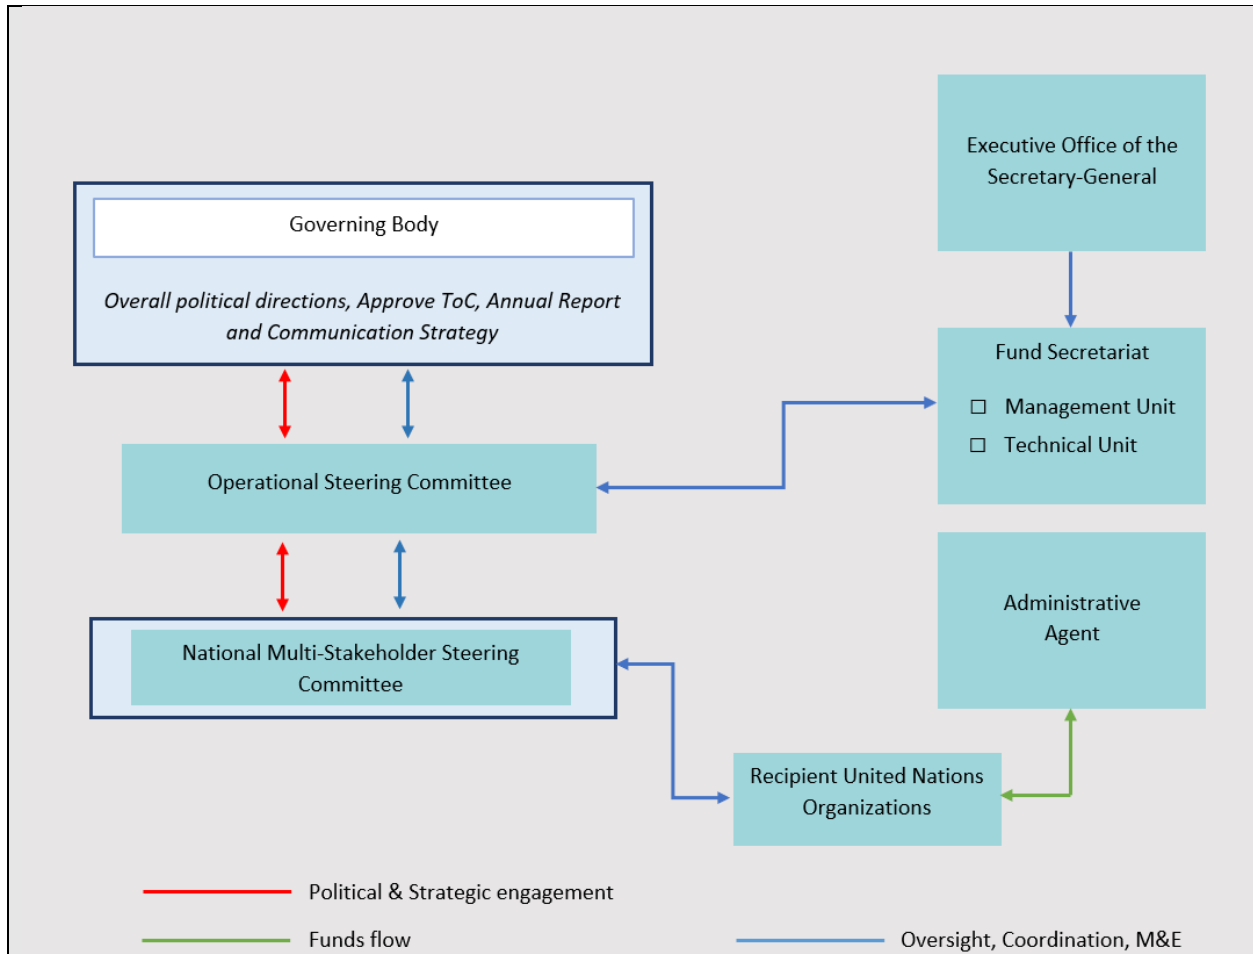 Executive Office of the
Secretary-General
Governing Body
Overall political directions, Approve ToC, Annual Report
and Communication Strategy
Fund Secretariat
☐ Management Unit
☐ Technical Unit
Operational Steering Committee
Administrative
Agent
National Multi-Stakeholder Steering
Committee
Recipient United Nations
Organizations
Political & Strategic engagement
Funds flow
Oversight, Coordination, M&E